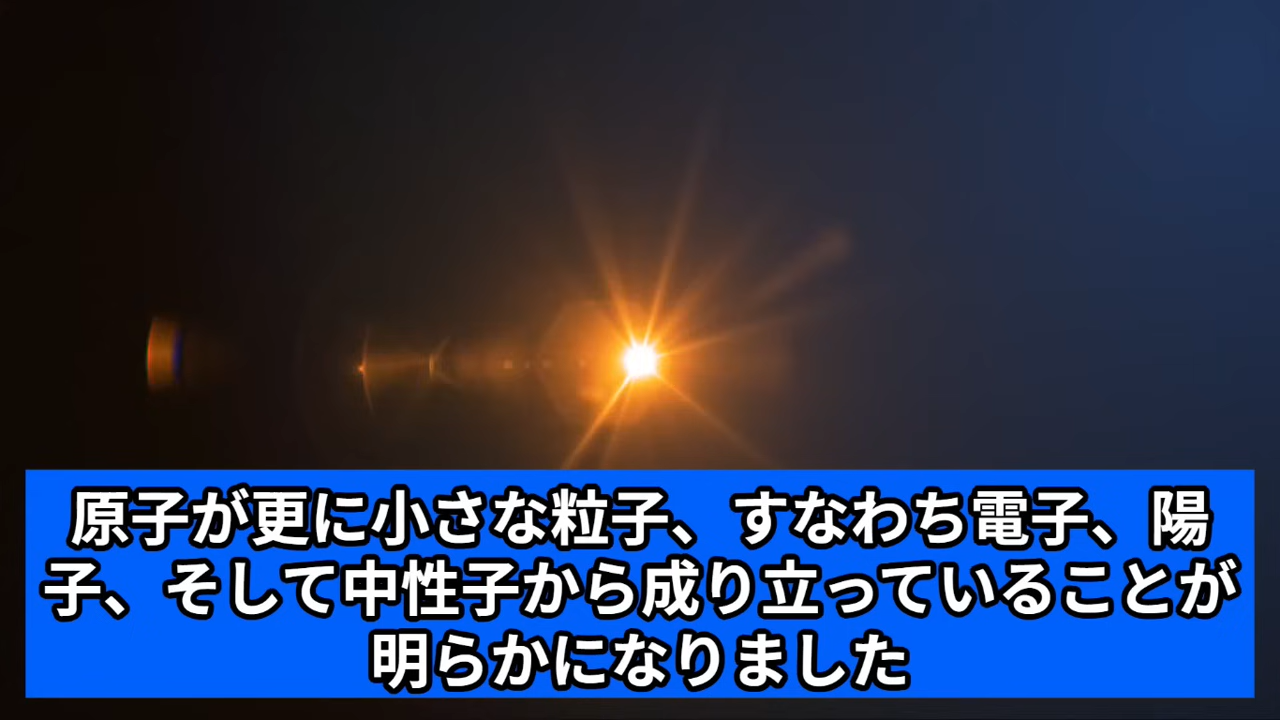 原子が更に小さな粒子、すなわち電子、陽
子、そして中性子から成り立っていることが
明らかになりました